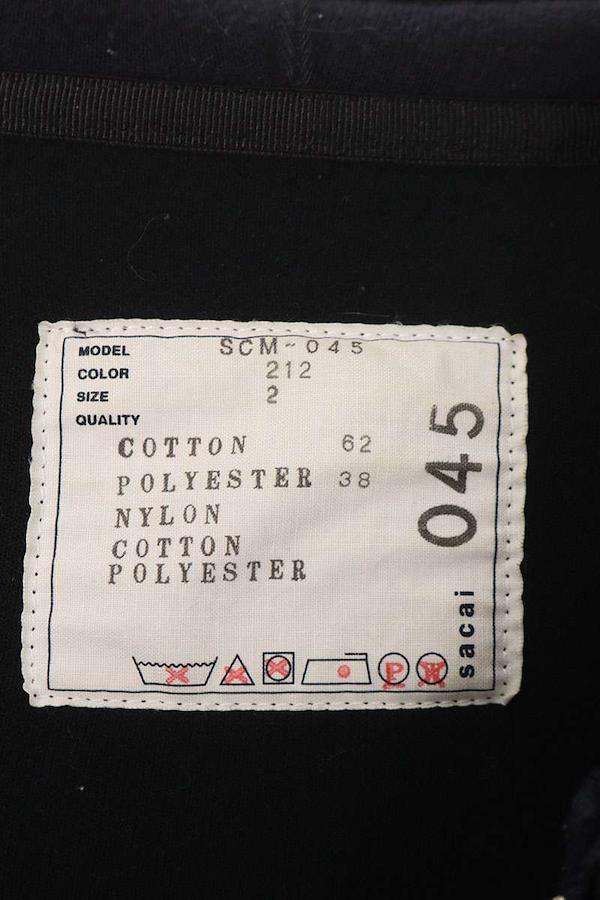 MODEL SCM-045
COLOR 212
SIZE 2
QUALITY
COTTON 62
POLYESTER 38
NYLON
COTTON
POLYESTER
045
sacai
P
W